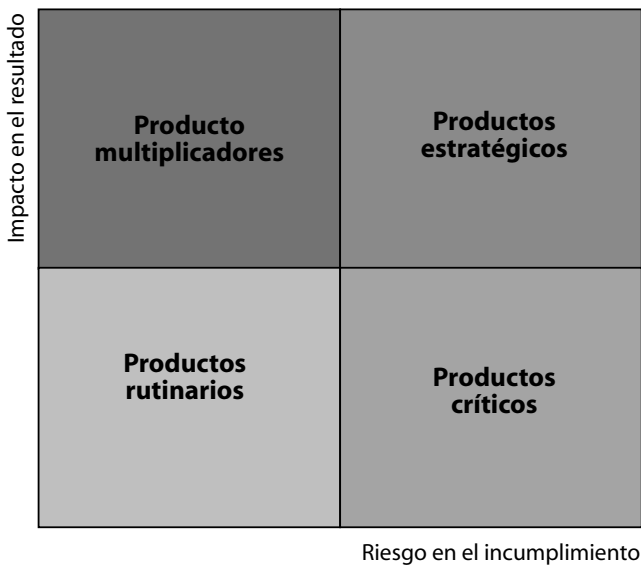 Impacto en el resultado
Producto
multiplicadores
Productos
estratégicos
Productos
rutinarios
Productos
críticos
Riesgo en el incumplimiento